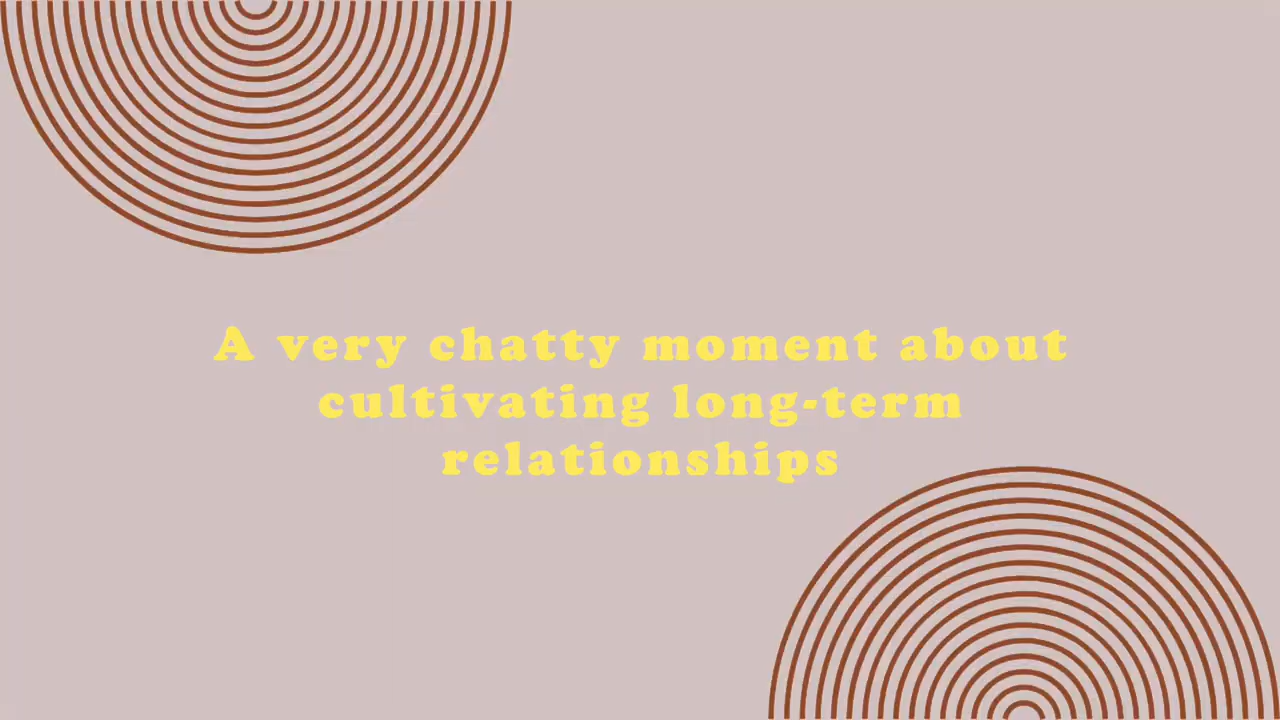 A very chatty moment about
cultivating long-term
relationships